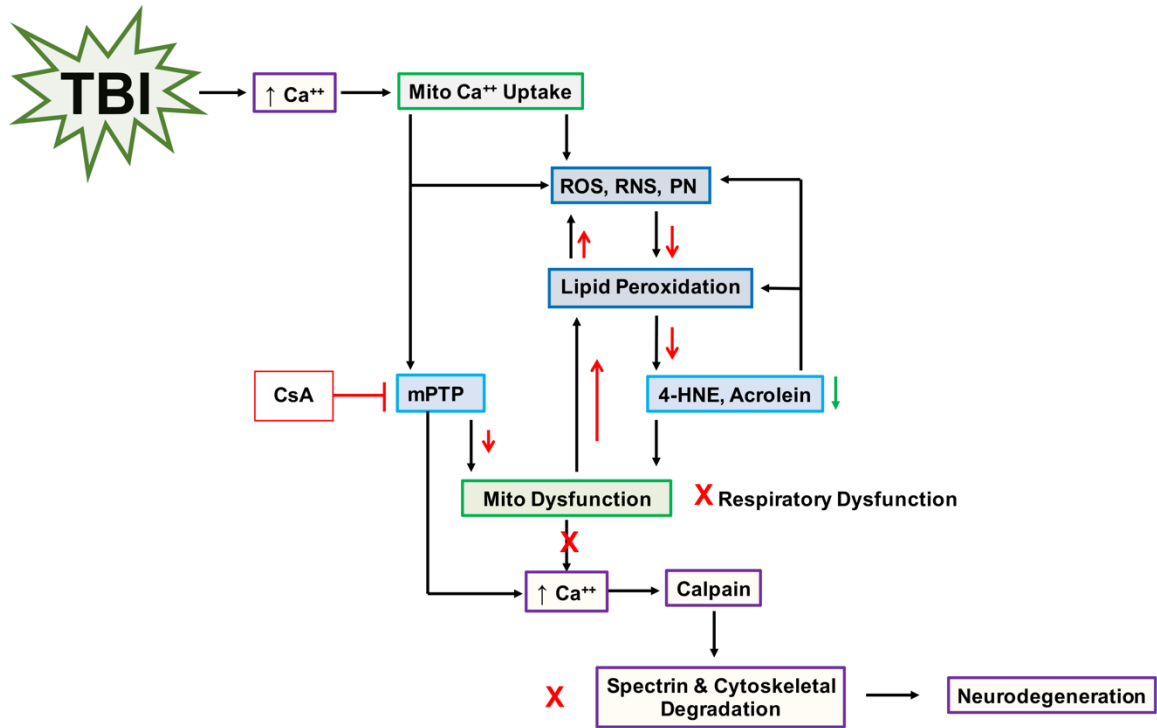 TBI
↑ Ca⁺⁺
Mito Ca⁺⁺ Uptake
ROS, RNS, PN
Lipid Peroxidation
CsA
mPTP
4-HNE, Acrolein
Mito Dysfunction
X Respiratory Dysfunction
X
↑ Ca⁺⁺
Calpain
X
Spectrin & Cytoskeletal
Degradation
Neurodegeneration